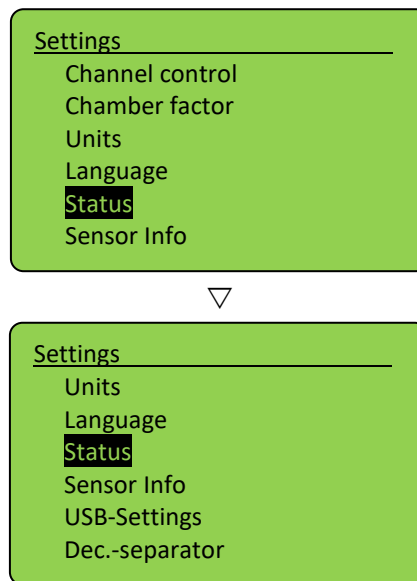 Settings
Channel control
Chamber factor
Units
Language
Status
Sensor Info
Settings
Units
Language
Status
Sensor Info
USB-Settings
Dec.-separator